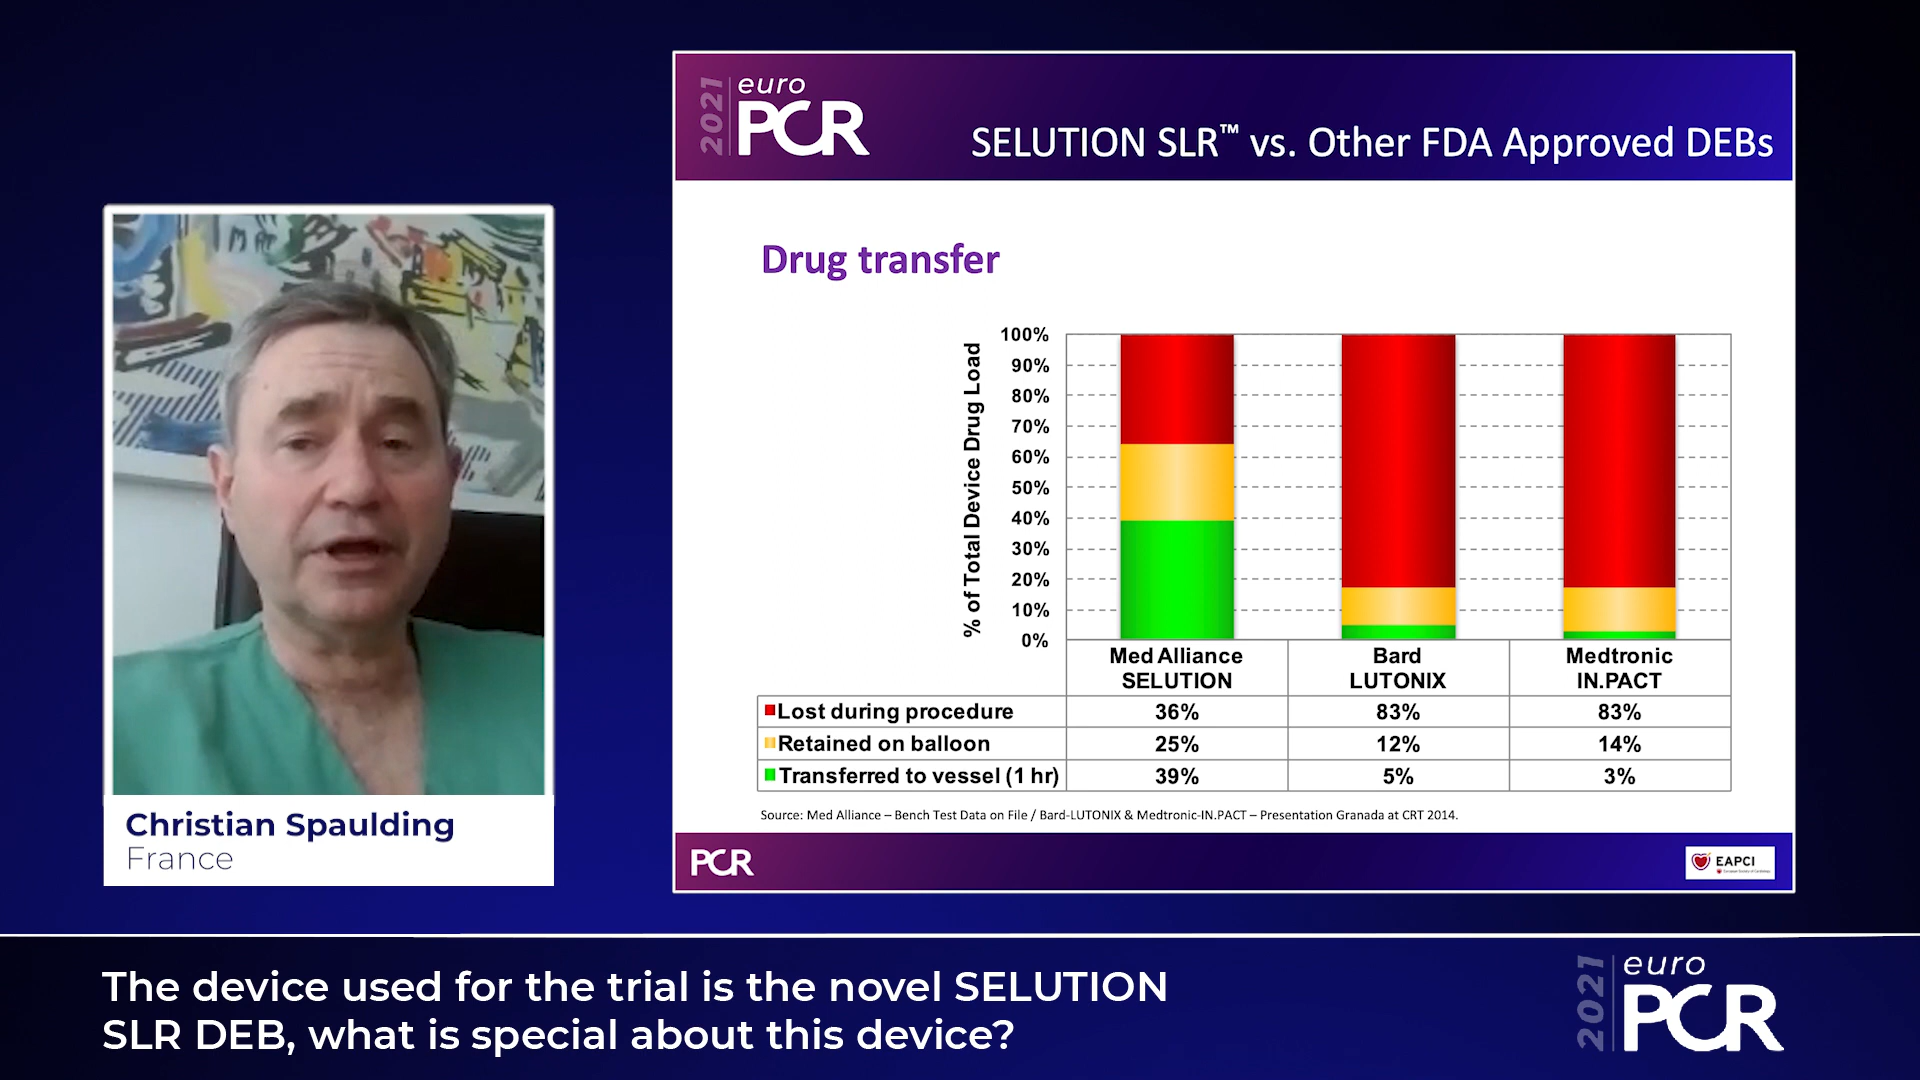 2021
euro
PCR
SELUTION SLR™ vs. Other FDA Approved DEBs
Drug transfer
% of Total Device Drug Load
100%
90%
80%
70%
60%
50%
40%
30%
20%
10%
0%
Med Alliance SELUTION
Bard LUTONIX
Medtronic IN.PACT
Lost during procedure 36% 83% 83%
Retained on balloon 25% 12% 14%
Transferred to vessel (1 hr) 39% 5% 3%
Source: Med Alliance – Bench Test Data on File / Bard-LUTONIX & Medtronic-IN.PACT – Presentation Granada at CRT 2014.
PCR
EAPCI
Christian Spaulding
France
The device used for the trial is the novel SELUTION
SLR DEB, what is special about this device?
2021
euro
PCR